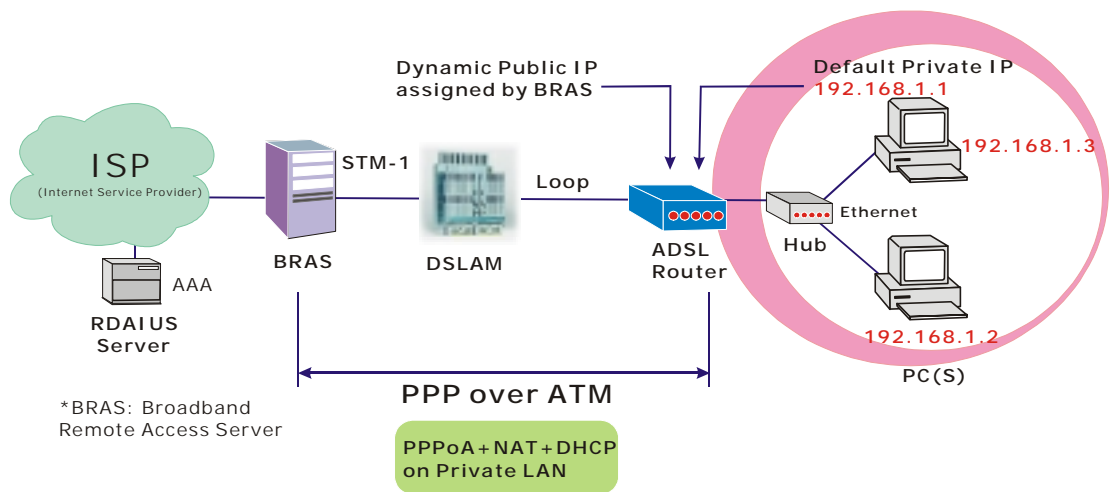 Dynamic Public IP
assigned by BRAS
Default Private IP
192.168.1.1
192.168.1.3
ISP
(Internet Service Provider)
STM-1
Loop
Ethernet
Hub
BRAS
DSLAM
ADSL
Router
AAA
RDAIUS
Server
192.168.1.2
PC(S)
PPP over ATM
*BRAS: Broadband
Remote Access Server
PPPoA+NAT+DHCP
on Private LAN